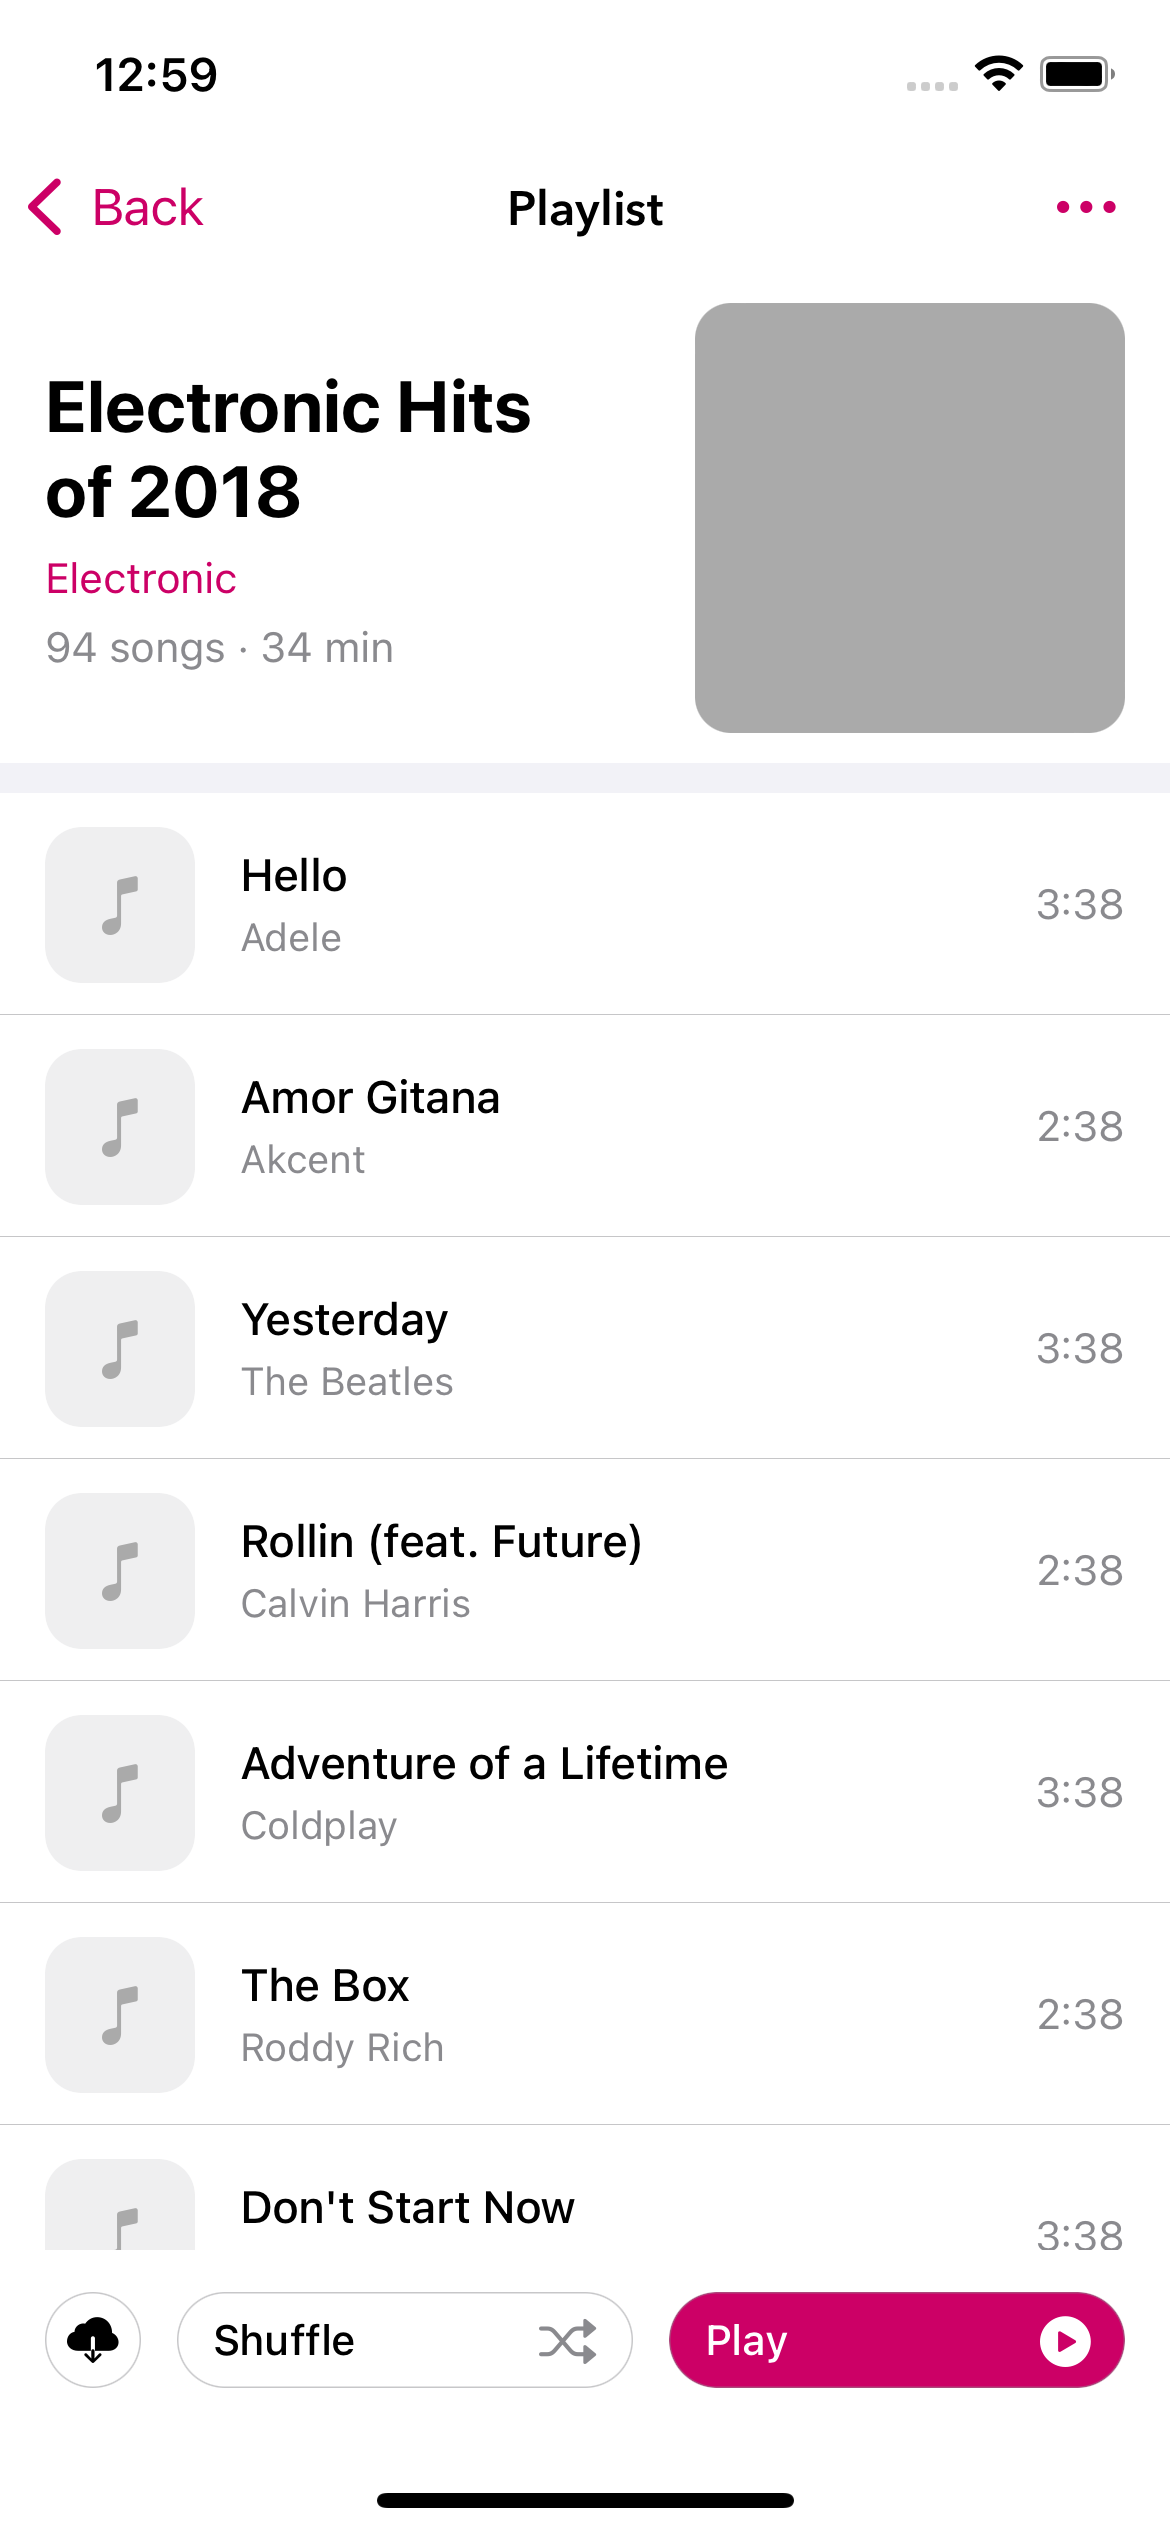 12:59
Back
Playlist
Electronic Hits
of 2018
Electronic
94 songs · 34 min
Hello
Adele
3:38
Amor Gitana
Akcent
2:38
Yesterday
The Beatles
3:38
Rollin (feat. Future)
Calvin Harris
2:38
Adventure of a Lifetime
Coldplay
3:38
The Box
Roddy Rich
2:38
Don't Start Now
3:38
Shuffle
Play